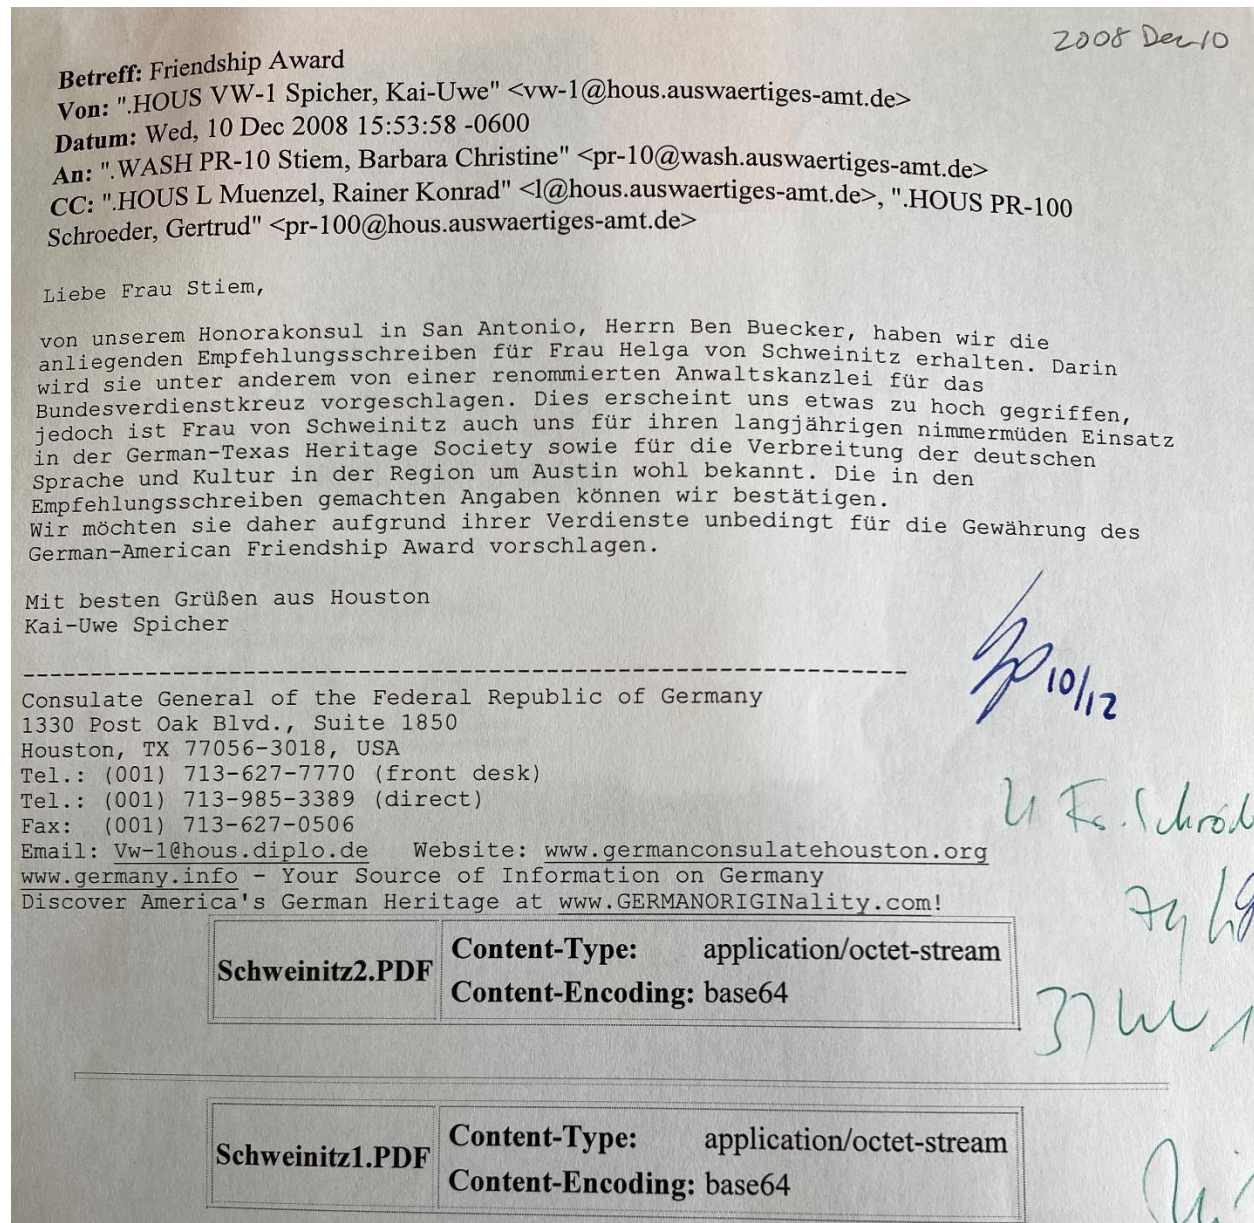 2008 Dec 10
Betreff: Friendship Award
Von: ".HOUS VW-1 Spicher, Kai-Uwe" <vw-1@hous.auswaertiges-amt.de>
Datum: Wed, 10 Dec 2008 15:53:58 -0600
An: ".WASH PR-10 Stiem, Barbara Christine" <pr-10@wash.auswaertiges-amt.de>
CC: ".HOUS L Muenzel, Rainer Konrad" <l@hous.auswaertiges-amt.de>, ".HOUS PR-100
Schroeder, Gertrud" <pr-100@hous.auswaertiges-amt.de>
Liebe Frau Stiem,
von unserem Honorakonsul in San Antonio, Herrn Ben Buecker, haben wir die
anliegenden Empfehlungsschreiben für Frau Helga von Schweinitz erhalten. Darin
wird sie unter anderem von einer renommierten Anwaltskanzlei für das
Bundesverdienstkreuz vorgeschlagen. Dies erscheint uns etwas zu hoch gegriffen,
jedoch ist Frau von Schweinitz auch uns für ihren langjährigen nimmermüden Einsatz
in der German-Texas Heritage Society sowie für die Verbreitung der deutschen
Sprache und Kultur in der Region um Austin wohl bekannt. Die in den
Empfehlungsschreiben gemachten Angaben können wir bestätigen.
Wir möchten sie daher aufgrund ihrer Verdienste unbedingt für die Gewährung des
German-American Friendship Award vorschlagen.
Mit besten Grüßen aus Houston
Kai-Uwe Spicher
10/12
----------------------------------------------------------------
Consulate General of the Federal Republic of Germany
1330 Post Oak Blvd., Suite 1850
Houston, TX 77056-3018, USA
Tel.: (001) 713-627-7770 (front desk)
Tel.: (001) 713-985-3389 (direct)
Fax: (001) 713-627-0506
Email: Vw-1@hous.diplo.de Website: www.germanconsulatehouston.org
www.germany.info - Your Source of Information on Germany
Discover America's German Heritage at www.GERMANORIGINality.com!
Schweinitz2.PDF Content-Type: application/octet-stream
Content-Encoding: base64
Schweinitz1.PDF Content-Type: application/octet-stream
Content-Encoding: base64